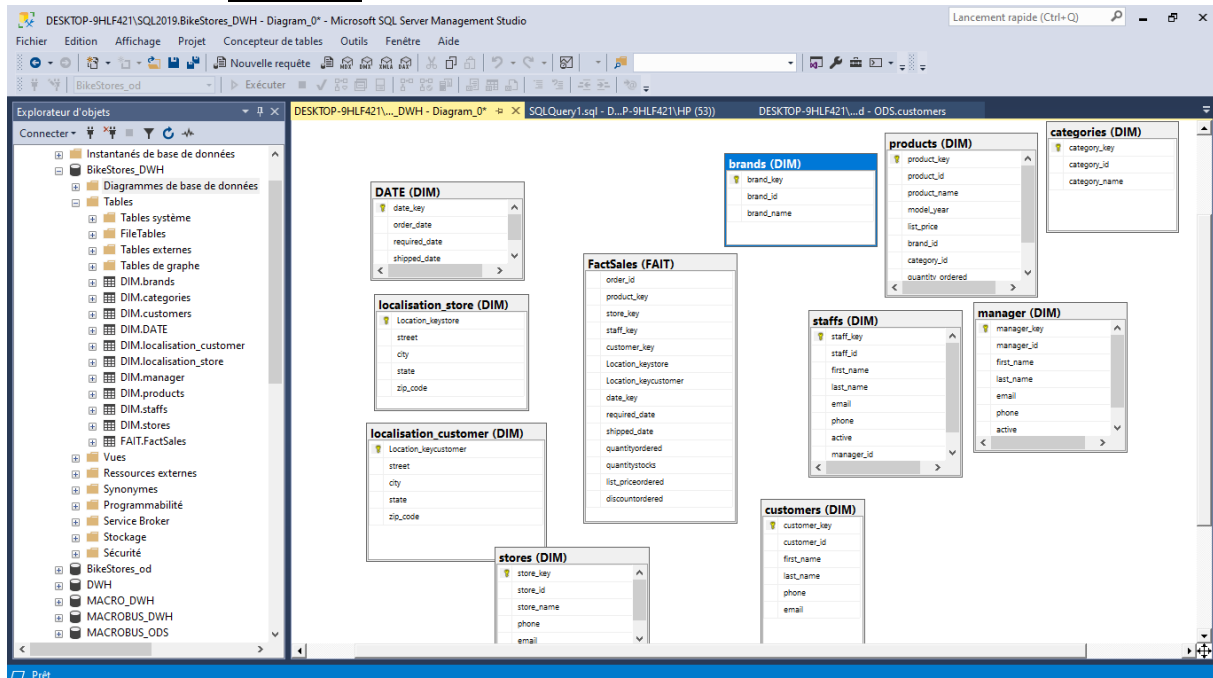 DESKTOP-9HLF421\SQL2019.BikeStores_DWH - Diagram_0* - Microsoft SQL Server Management Studio
Lancement rapide (Ctrl+Q)
Fichier Edition Affichage Projet Concepteur de tables Outils Fenêtre Aide
Nouvelle requête
MDX DMX XMLA DAX
BikeStores_od
Exécuter
Explorateur d'objets
Connecter
Instantanés de base de données
BikeStores_DWH
Diagrammes de base de données
Tables
Tables système
FileTables
Tables externes
Tables de graphe
DIM.brands
DIM.categories
DIM.customers
DIM.DATE
DIM.localisation_customer
DIM.localisation_store
DIM.manager
DIM.products
DIM.staffs
DIM.stores
FAIT.FactSales
Vues
Ressources externes
Synonymes
Programmabilité
Service Broker
Stockage
Sécurité
BikeStores_od
DWH
MACRO_DWH
MACROBUS_DWH
MACROBUS_ODS
DESKTOP-9HLF421\..._DWH - Diagram_0*
SQLQuery1.sql - D...P-9HLF421\HP (53))
DESKTOP-9HLF421\...d - ODS.customers
DATE (DIM)
date_key
order_date
required_date
shipped_date
localisation_store (DIM)
Location_keystore
street
city
state
zip_code
localisation_customer (DIM)
Location_keycustomer
street
city
state
zip_code
stores (DIM)
store_key
store_id
store_name
phone
email
FactSales (FAIT)
order_id
product_key
store_key
staff_key
customer_key
Location_keystore
Location_keycustomer
date_key
required_date
shipped_date
quantityordered
quantitystocks
list_priceordered
discountordered
brands (DIM)
brand_key
brand_id
brand_name
products (DIM)
product_key
product_id
product_name
model_year
list_price
brand_id
category_id
quantity_ordered
categories (DIM)
category_key
category_id
category_name
staffs (DIM)
staff_key
staff_id
first_name
last_name
email
phone
active
manager_id
manager (DIM)
manager_key
manager_id
first_name
last_name
email
phone
active
customers (DIM)
customer_key
customer_id
first_name
last_name
phone
email
Prêt